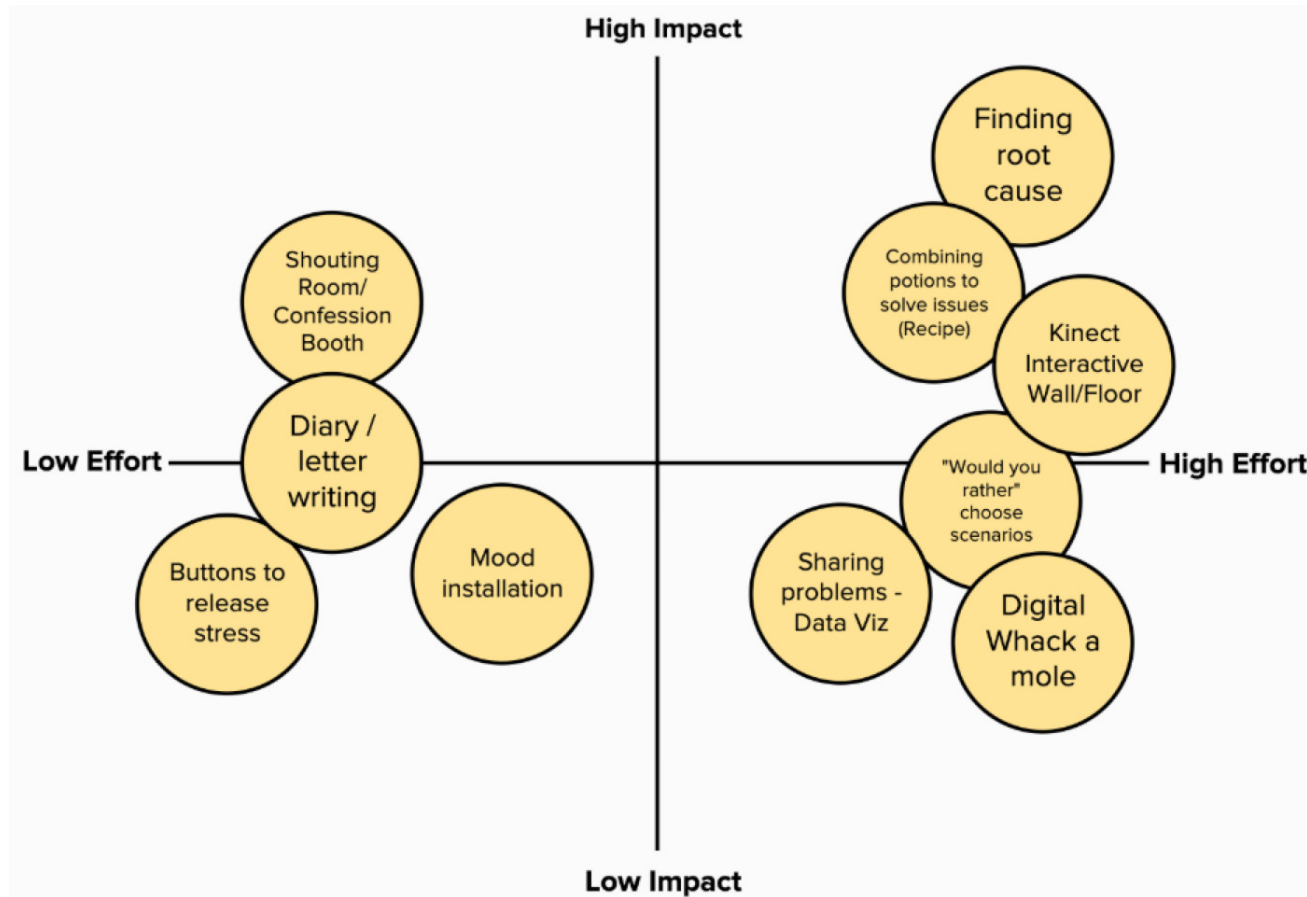 High Impact
Finding
root
cause
Shouting
Room/
Confession
Booth
Combining
potions to
solve issues
(Recipe)
Kinect
Interactive
Wall/Floor
Diary /
letter
writing
Low Effort
High Effort
"Would you
rather"
choose
scenarios
Buttons to
release
stress
Mood
installation
Sharing
problems -
Data Viz
Digital
Whack a
mole
Low Impact